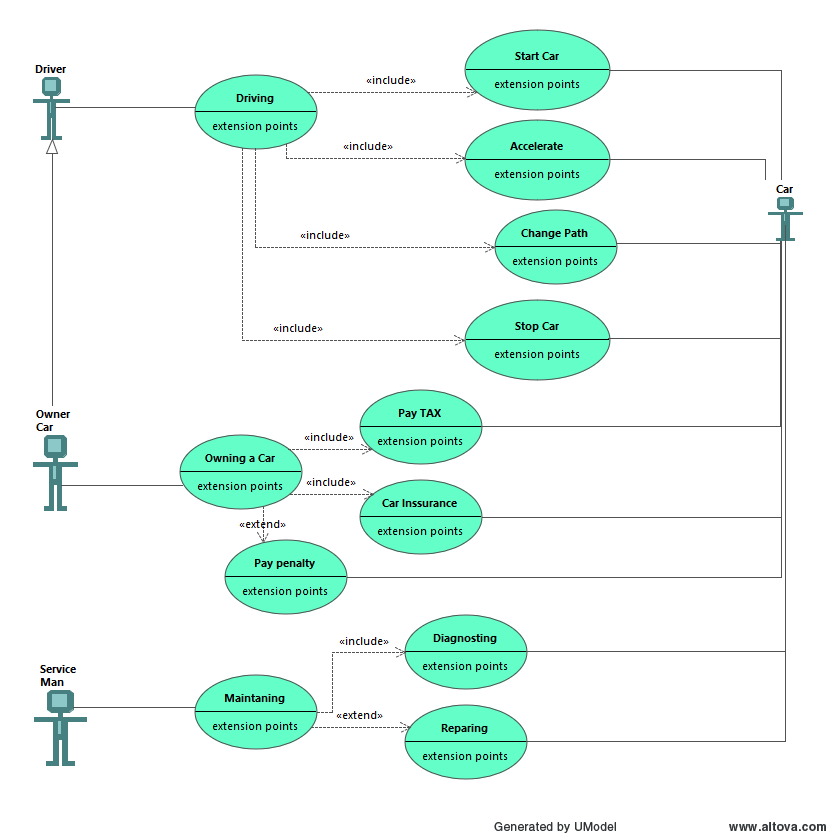 Driver
Driving
extension points
«include»
Start Car
extension points
«include»
Accelerate
extension points
Car
«include»
Change Path
extension points
«include»
Stop Car
extension points
Owner
Car
Owning a Car
extension points
«include»
Pay TAX
extension points
«include»
Car Inssurance
extension points
«extend»
Pay penalty
extension points
Service
Man
Maintaning
extension points
«include»
Diagnosting
extension points
«extend»
Reparing
extension points
Generated by UModel
www.altova.com